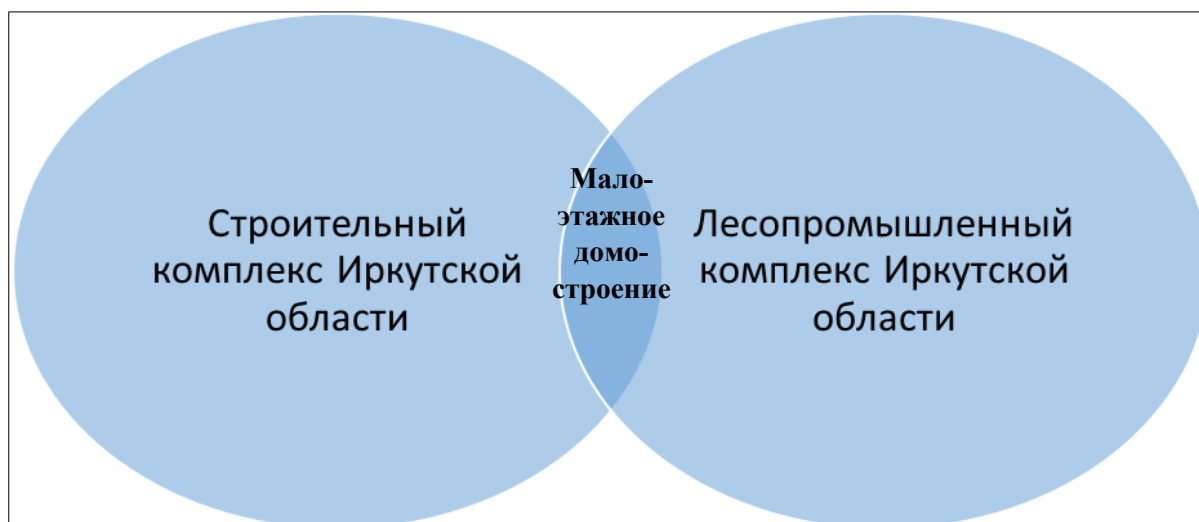 Строительный
комплекс Иркутской
области
Мало-
этажное
домо-
строение
Лесопромышленный
комплекс Иркутской
области